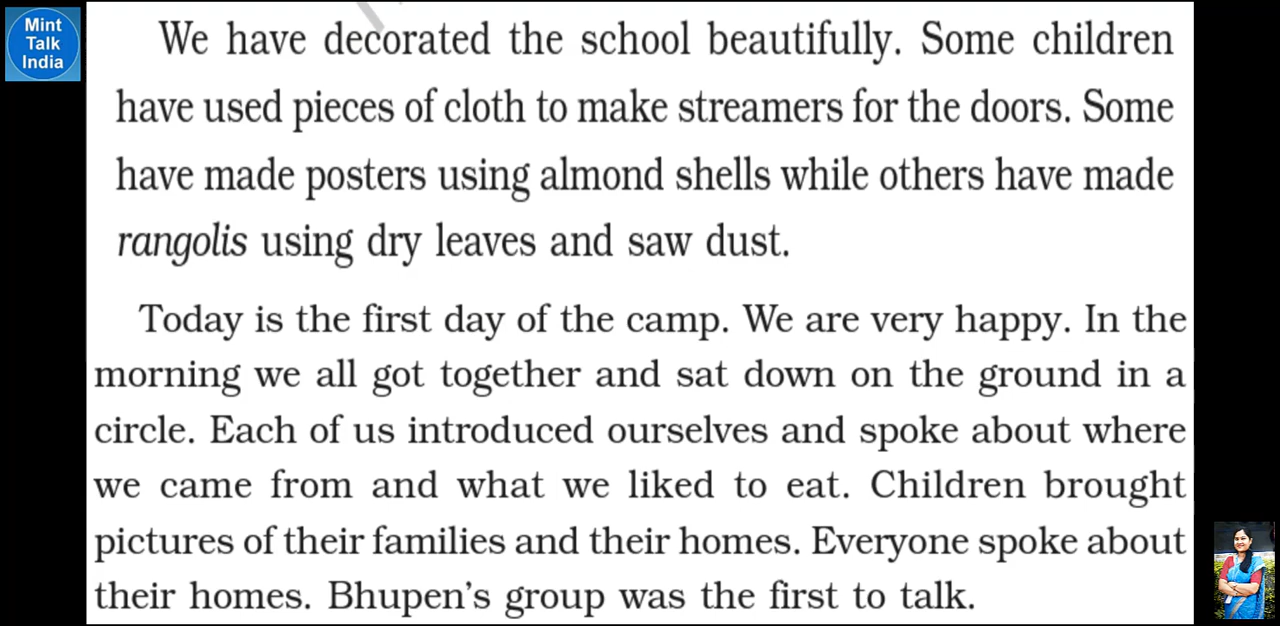 Mint
Talk
India
We have decorated the school beautifully. Some children
have used pieces of cloth to make streamers for the doors. Some
have made posters using almond shells while others have made
rangolis using dry leaves and saw dust.
Today is the first day of the camp. We are very happy. In the
morning we all got together and sat down on the ground in a
circle. Each of us introduced ourselves and spoke about where
we came from and what we liked to eat. Children brought
pictures of their families and their homes. Everyone spoke about
their homes. Bhupen's group was the first to talk.